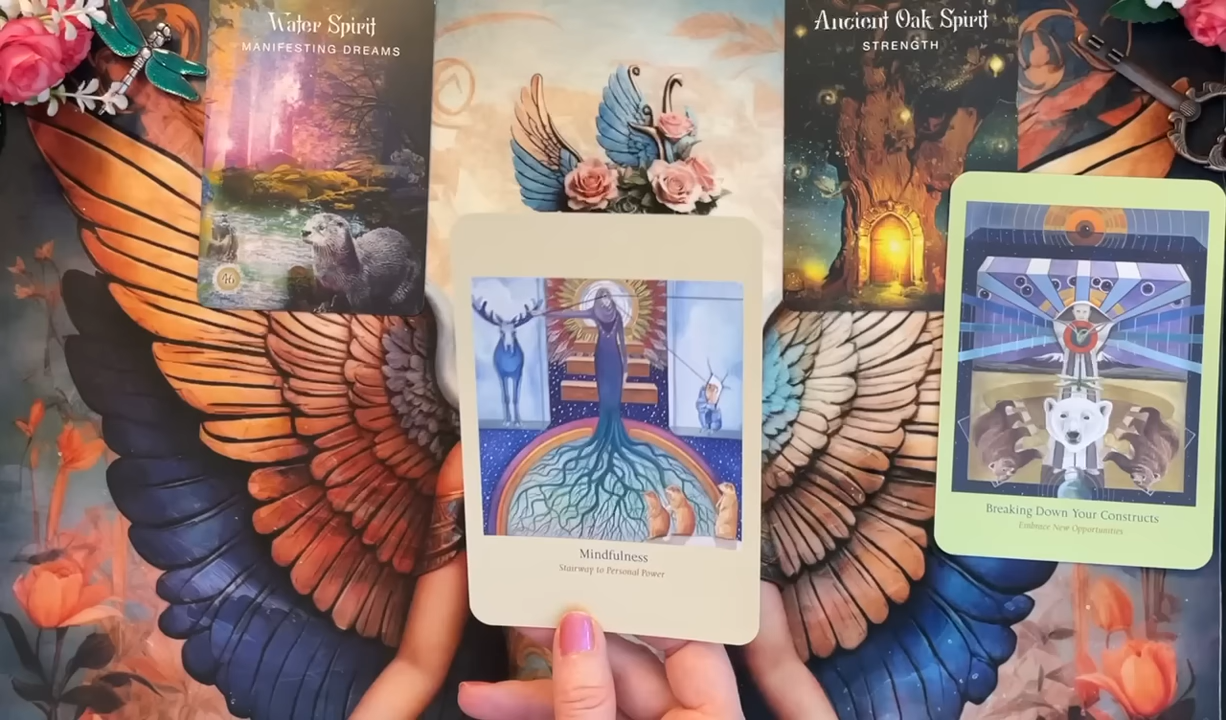 Water Spirit
MANIFESTING DREAMS
46
Ancient Oak Spirit
STRENGTH
Mindfulness
Stairway to Personal Power
Breaking Down Your Constructs
Embrace New Opportunities